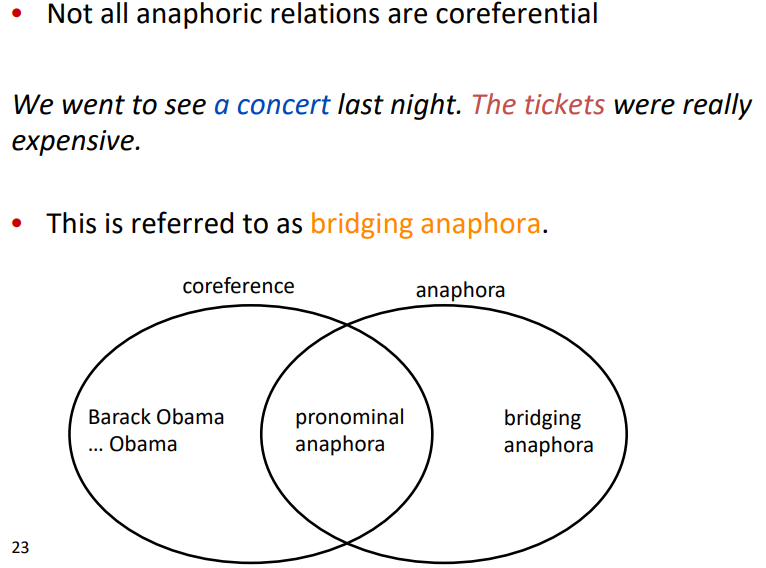 • Not all anaphoric relations are coreferential
We went to see a concert last night. The tickets were really
expensive.
• This is referred to as bridging anaphora.
coreference
anaphora
Barack Obama
... Obama
pronominal
anaphora
bridging
anaphora
23